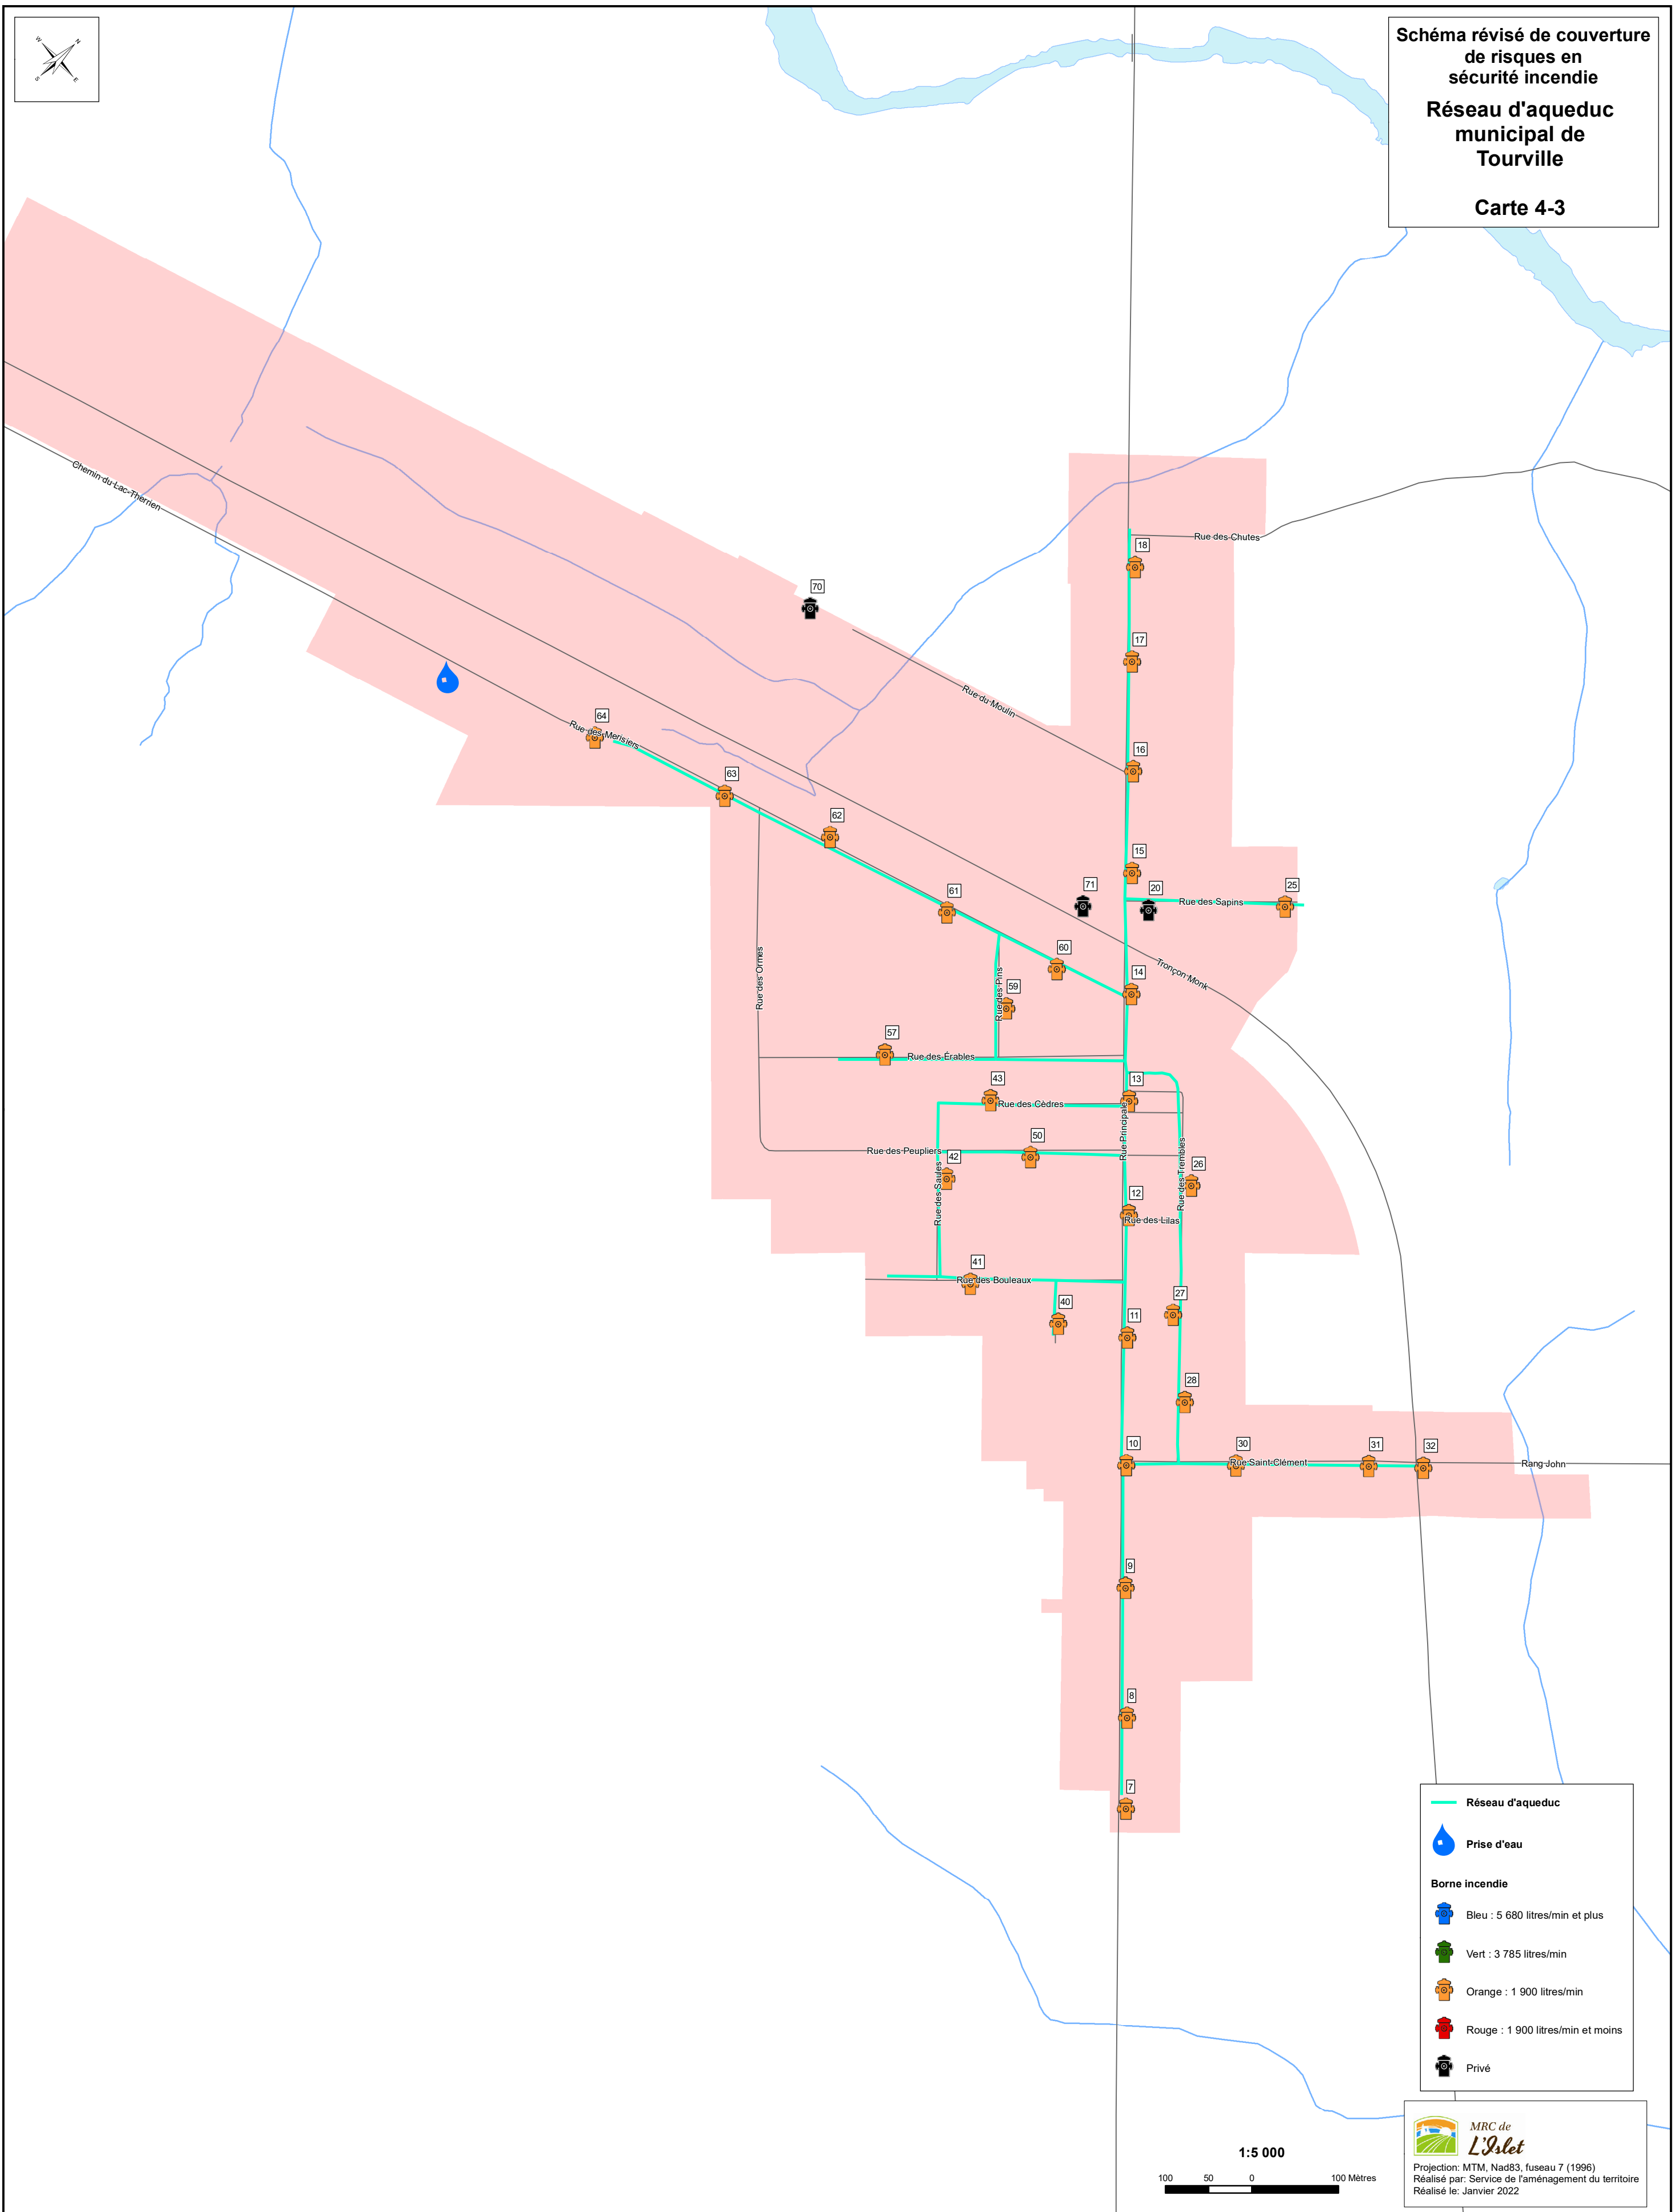 W
N
S
E
Schéma révisé de couverture
de risques en
sécurité incendie
Réseau d'aqueduc
municipal de
Tourville
Carte 4-3
Chemin du Lac-Therrien
Rue des Chutes
18
70
17
Rue du Moulin
64
Rue des Merisiers
16
63
62
15
71
20
25
61
Rue des Sapins
60
Rue des Ormes
Rue des Pins
59
14
Tronçon Monk
57
Rue des Érables
43
13
Rue des Cèdres
Rue Principale
50
Rue des Peupliers
42
Rue des Saules
Rue des Trembles
26
12
Rue des Lilas
41
Rue des Bouleaux
40
27
11
28
10
30
31
32
Rue Saint-Clément
Rang John
9
8
7
Réseau d'aqueduc
Prise d'eau
Borne incendie
Bleu : 5 680 litres/min et plus
Vert : 3 785 litres/min
Orange : 1 900 litres/min
Rouge : 1 900 litres/min et moins
Privé
MRC de
L'Islet
Projection: MTM, Nad83, fuseau 7 (1996)
Réalisé par: Service de l'aménagement du territoire
Réalisé le: Janvier 2022
1:5 000
100 50 0 100 Mètres